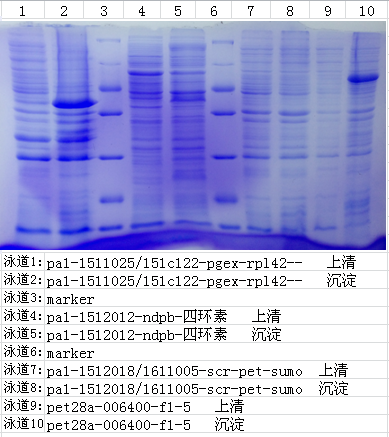 1 2 3 4 5 6 7 8 9 10
泳道1: pa1-1511025/151c122-pgex-rpl42-- 上清
泳道2: pa1-1511025/151c122-pgex-rpl42-- 沉淀
泳道3: marker
泳道4: pa1-1512012-ndpb-四环素 上清
泳道5: pa1-1512012-ndpb-四环素 沉淀
泳道6: marker
泳道7: pa1-1512018/1611005-scr-pet-sumo 上清
泳道8: pa1-1512018/1611005-scr-pet-sumo 沉淀
泳道9: pet28a-006400-f1-5 上清
泳道10 pet28a-006400-f1-5 沉淀